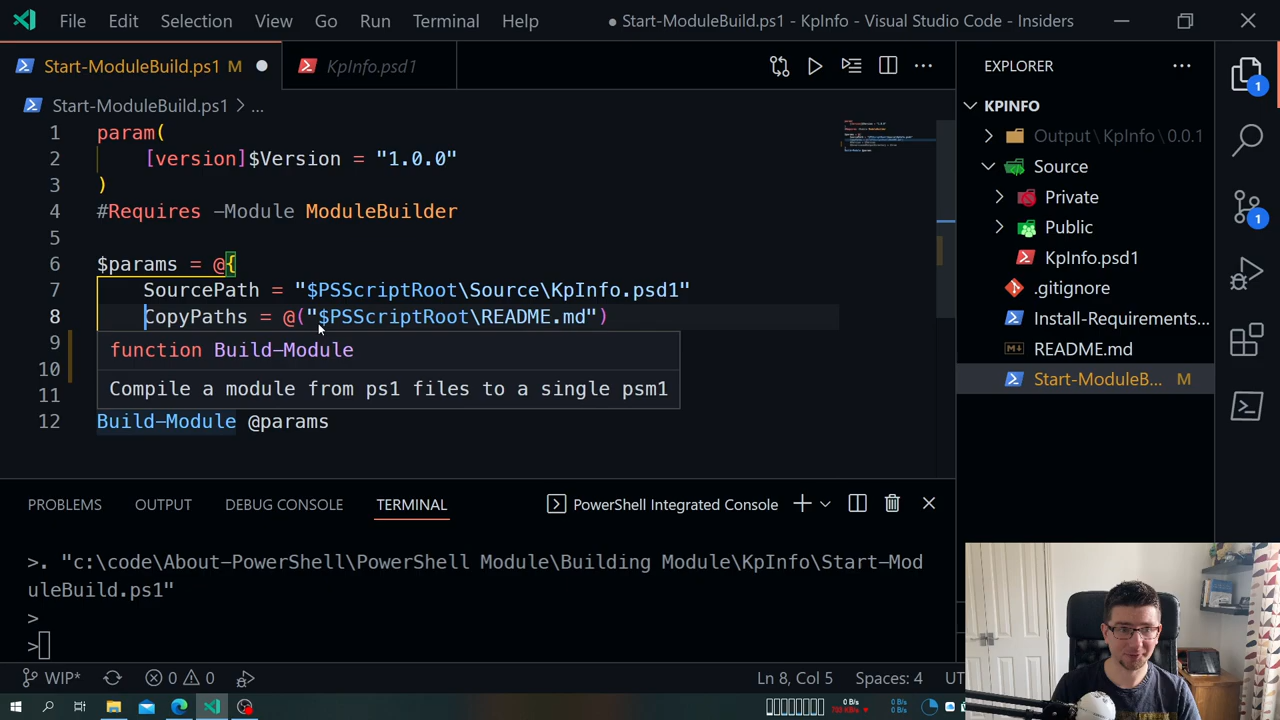 File Edit Selection View Go Run Terminal Help
● Start-ModuleBuild.ps1 - KpInfo - Visual Studio Code - Insiders
Start-ModuleBuild.ps1 M
KpInfo.psd1
Start-ModuleBuild.ps1 > ...
1 param(
2 [version]$Version = "1.0.0"
3 )
4 #Requires -Module ModuleBuilder
5
6 $params = @{
7 SourcePath = "$PSScriptRoot\Source\KpInfo.psd1"
8 CopyPaths = @("$PSScriptRoot\README.md")
9
10
11
function Build-Module
Compile a module from ps1 files to a single psm1
12 Build-Module @params
EXPLORER
KPINFO
Output\KpInfo\0.0.1
Source
Private
Public
KpInfo.psd1
.gitignore
Install-Requirements...
README.md
Start-ModuleB... M
1
1
PROBLEMS OUTPUT DEBUG CONSOLE TERMINAL
PowerShell Integrated Console
>. "c:\code\About-PowerShell\PowerShell Module\Building Module\KpInfo\Start-Mod
uleBuild.ps1"
>
>
WIP* 0 0
Ln 8, Col 5 Spaces: 4 UT